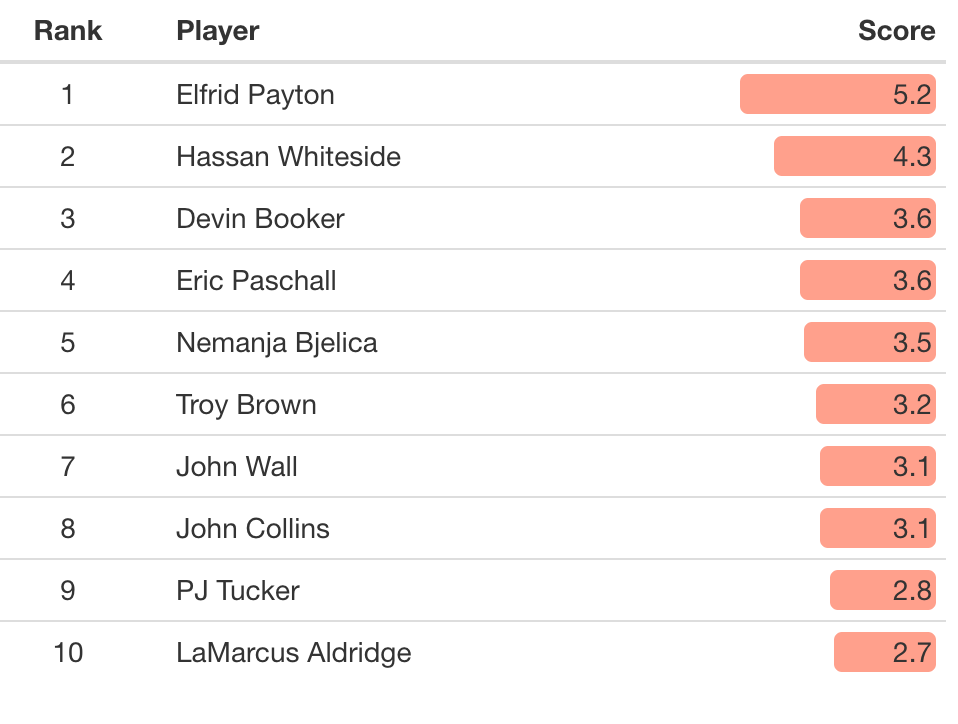 Rank Player Score
1 Elfrid Payton 5.2
2 Hassan Whiteside 4.3
3 Devin Booker 3.6
4 Eric Paschall 3.6
5 Nemanja Bjelica 3.5
6 Troy Brown 3.2
7 John Wall 3.1
8 John Collins 3.1
9 PJ Tucker 2.8
10 LaMarcus Aldridge 2.7